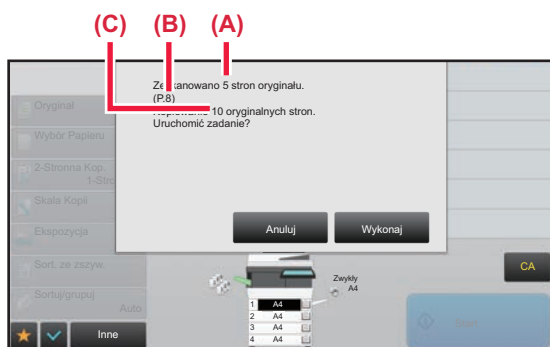 (C) (B) (A)
Zeskanowano 5 stron oryginału.
(P.8)
Kopiowanie 10 oryginalnych stron.
Uruchomić zadanie?
Anuluj
Wykonaj
Oryginał
Wybór Papieru
2-Stronna Kop.
Skala Kopii
Ekspozycja
Sort. ze zszyw.
Sortuj/grupuj
Auto
Inne
Zwykły
A4
1 A4
2 A4
3 A4
4 A4
CA
Start